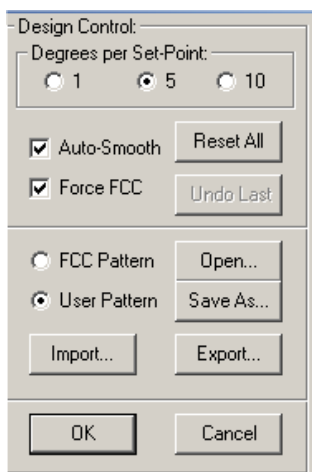 Design Control:
Degrees per Set-Point:
1 5 10
Auto-Smooth Reset All
Force FCC Undo Last
FCC Pattern Open...
User Pattern Save As...
Import... Export...
OK Cancel